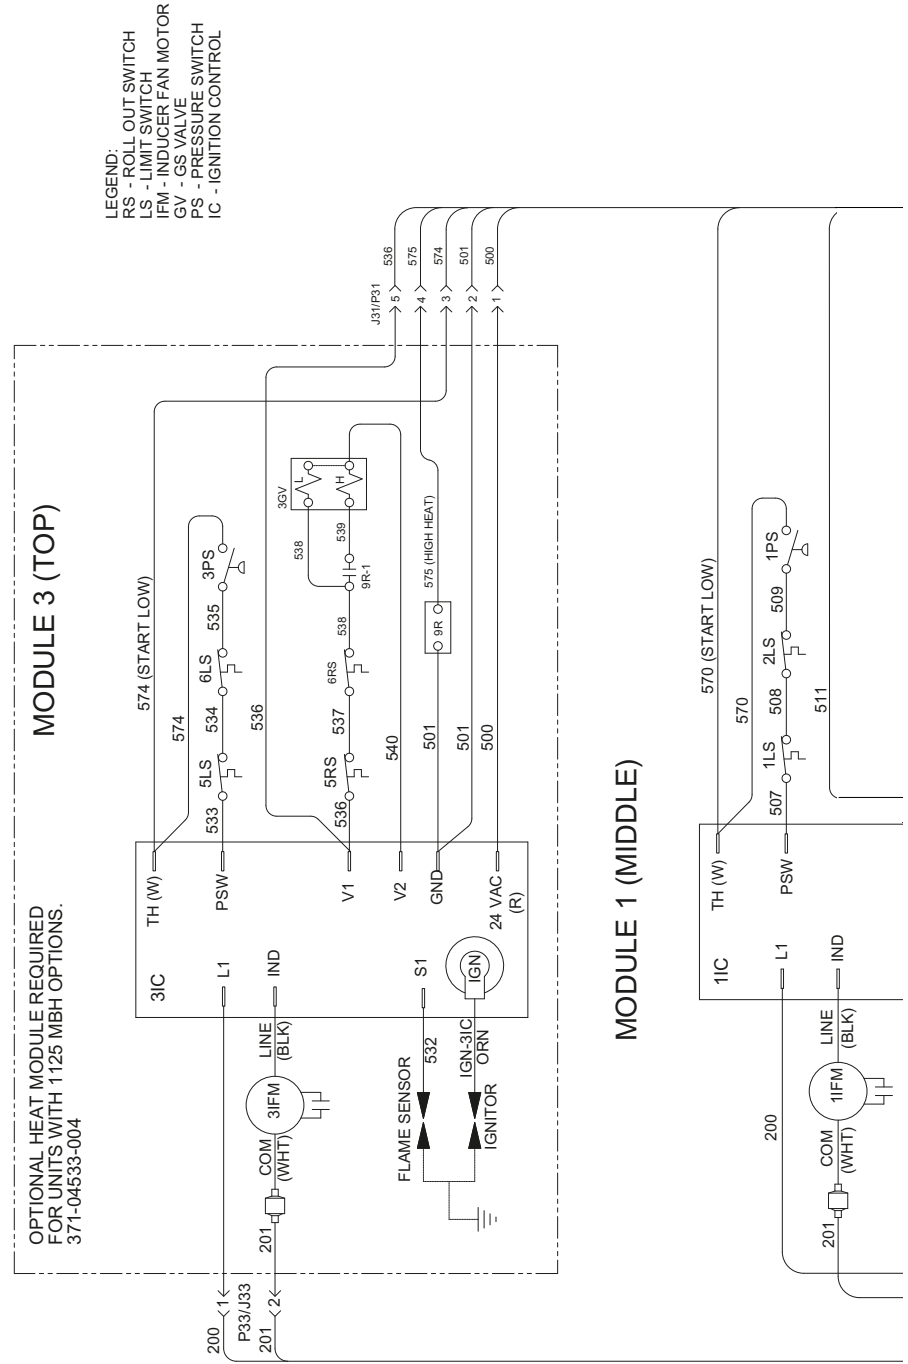 LEGEND:
RS - ROLL OUT SWITCH
LS - LIMIT SWITCH
IFM - INDUCER FAN MOTOR
GV - GS VALVE
PS - PRESSURE SWITCH
IC - IGNITION CONTROL
OPTIONAL HEAT MODULE REQUIRED
FOR UNITS WITH 1125 MBH OPTIONS.
371-04533-004
MODULE 3 (TOP)
574 (START LOW)
574
3PS
535
6LS
534
5LS
533
536
3GV
L
H
538
539
9R-1
538
6RS
537
5RS
536
540
575 (HIGH HEAT)
9R
501
501
500
J31/P31
5
4
3
2
1
536
575
574
501
500
3IC
TH (W)
PSW
V1
V2
GND
24 VAC
(R)
L1
IND
S1
IGN
LINE
(BLK)
3IFM
COM
(WHT)
201
FLAME SENSOR
532
IGN-3IC
ORN
IGNITOR
200
1
P33/J33
201
2
MODULE 1 (MIDDLE)
570 (START LOW)
570
1PS
509
2LS
508
1LS
507
511
1IC
TH (W)
PSW
L1
IND
LINE
(BLK)
1IFM
COM
(WHT)
200
201